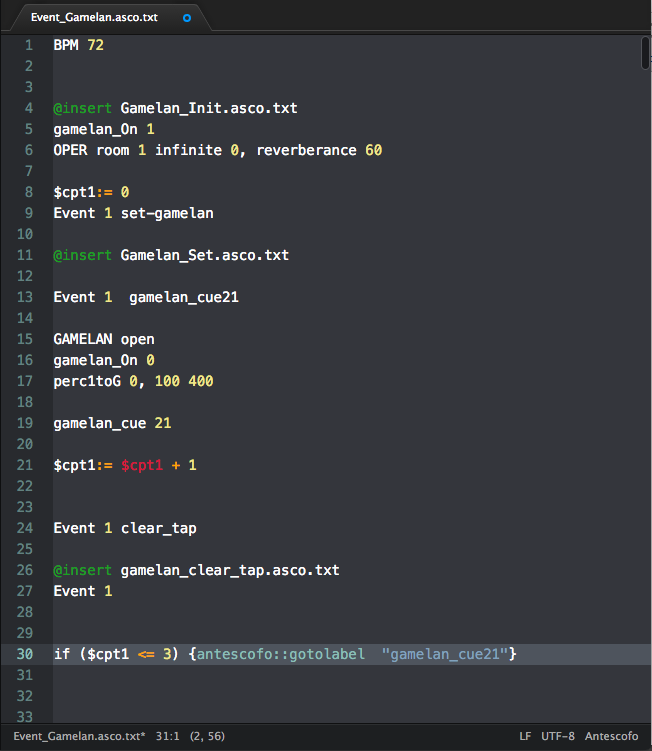 Event_Gamelan.asco.txt
1 BPM 72
2
3
4 @insert Gamelan_Init.asco.txt
5 gamelan_On 1
6 OPER room 1 infinite 0, reverberance 60
7
8 $cpt1:= 0
9 Event 1 set-gamelan
10
11 @insert Gamelan_Set.asco.txt
12
13 Event 1  gamelan_cue21
14
15 GAMELAN open
16 gamelan_On 0
17 perc1toG 0, 100 400
18
19 gamelan_cue 21
20
21 $cpt1:= $cpt1 + 1
22
23
24 Event 1 clear_tap
25
26 @insert gamelan_clear_tap.asco.txt
27 Event 1
28
29
30 if ($cpt1 <= 3) {antescofo::gotolabel  "gamelan_cue21"}
31
32
33
Event_Gamelan.asco.txt* 31:1 (2, 56) LF UTF-8 Antescofo